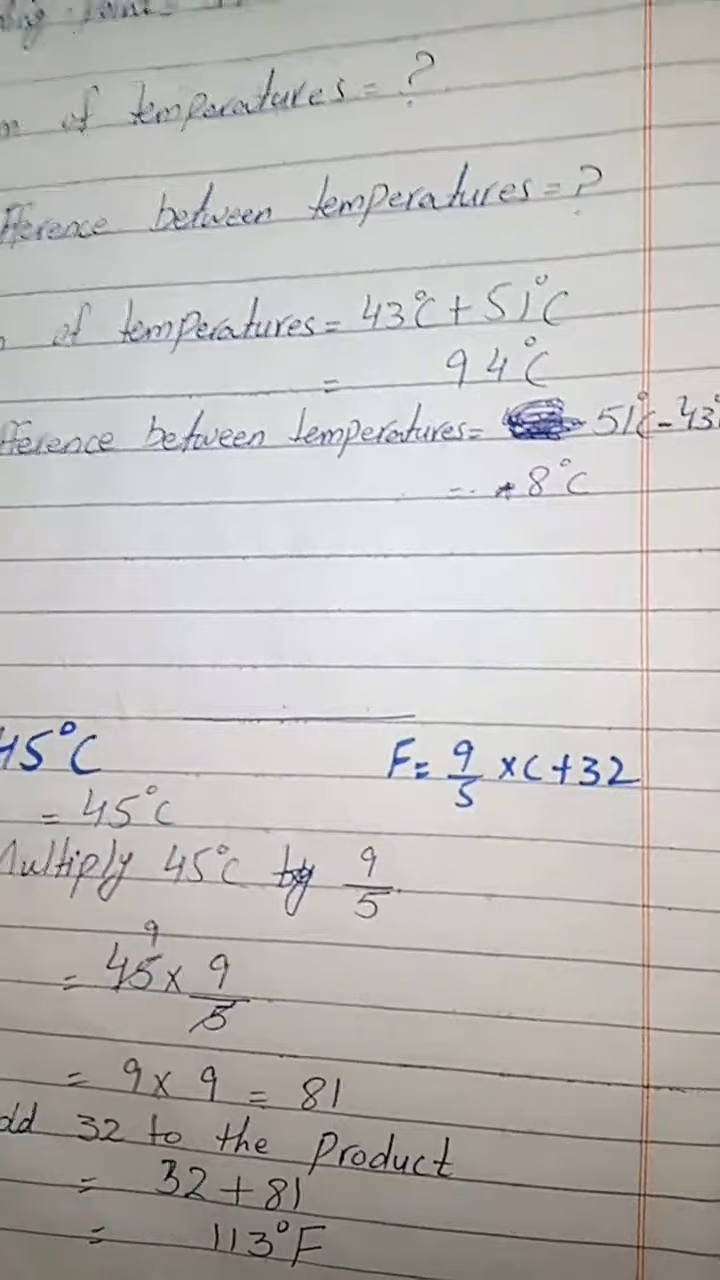 of temperatures = ?
fference between temperatures = ?
of temperatures = 43°C + 51°C
= 94°C
fference between temperatures = 51°C - 43°
= 8°C
45°C F = 9/5 × C + 32
= 45°C
Multiply 45°C by 9/5
9
= 45 × 9/5
= 9 × 9 = 81
dd 32 to the Product
= 32 + 81
= 113°F